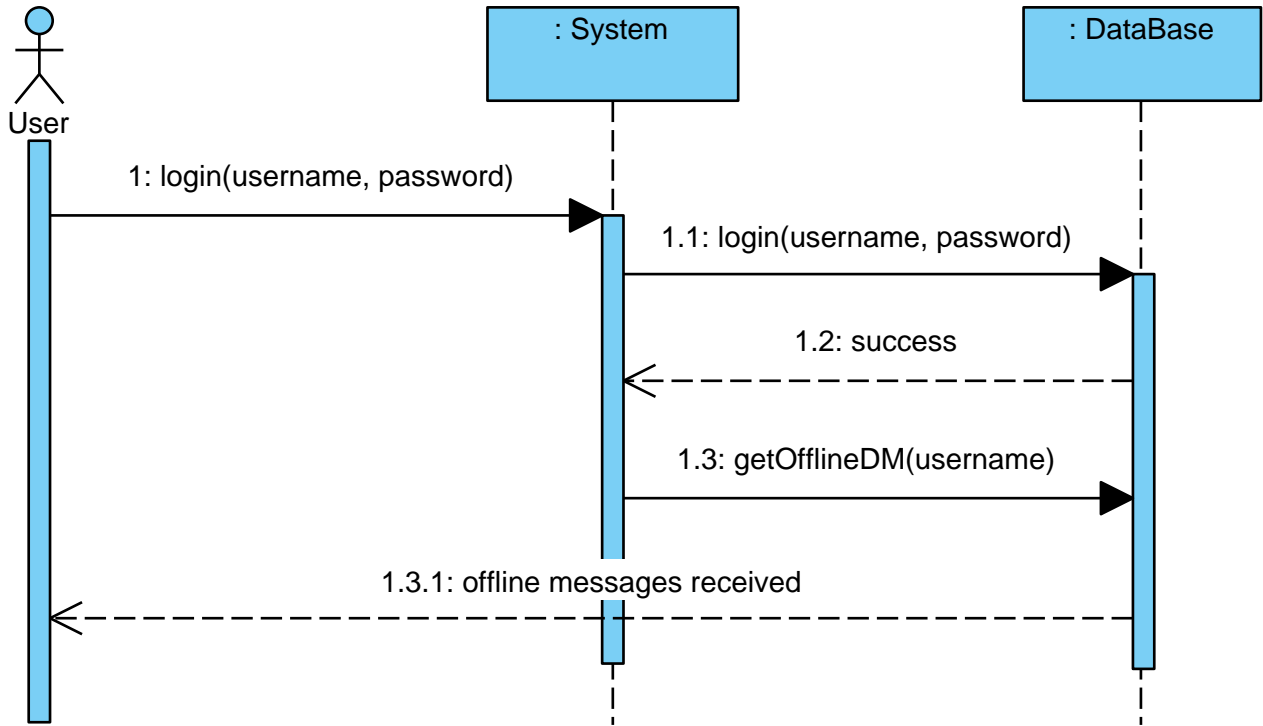 : System
: DataBase
User
1: login(username, password)
1.1: login(username, password)
1.2: success
1.3: getOfflineDM(username)
1.3.1: offline messages received